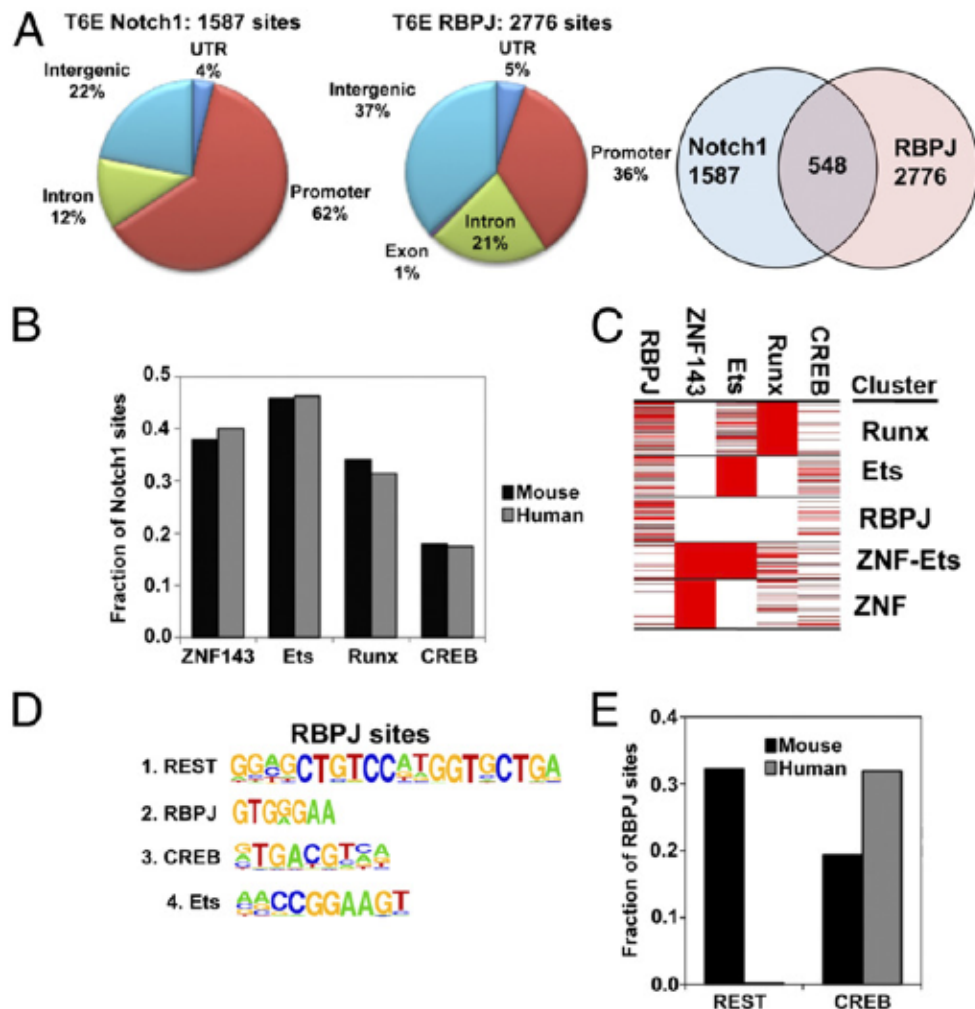 A
T6E Notch1: 1587 sites
UTR
4%
Intergenic
22%
Intron
12%
Promoter
62%
T6E RBPJ: 2776 sites
UTR
5%
Intergenic
37%
Promoter
36%
Intron
21%
Exon
1%
Notch1
1587
548
RBPJ
2776
B
Fraction of Notch1 sites
0.5
0.4
0.3
0.2
0.1
0.0
ZNF143 Ets Runx CREB
Mouse
Human
C
RBPJ
ZNF143
Ets
Runx
CREB
Cluster
Runx
Ets
RBPJ
ZNF-Ets
ZNF
D
RBPJ sites
1. REST
2. RBPJ
3. CREB
4. Ets
E
Fraction of RBPJ sites
0.4
0.3
0.2
0.1
0.0
Mouse
Human
REST CREB